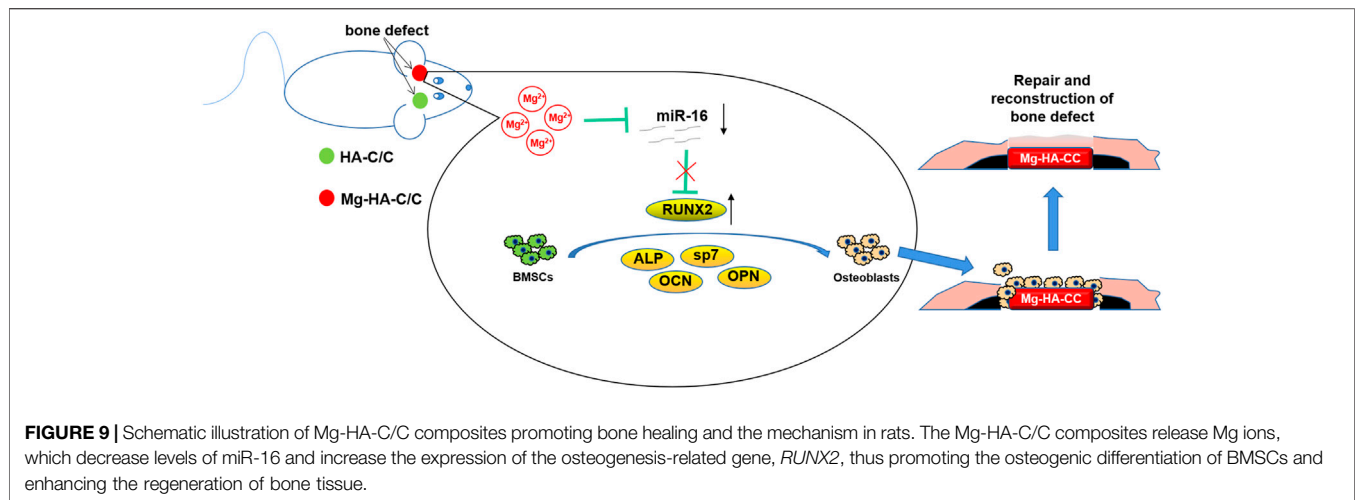 bone defect
HA-C/C
Mg-HA-C/C
Mg²⁺
Mg²⁺
Mg²⁺
Mg²⁺
miR-16
RUNX2
BMSCs
ALP
sp7
OCN
OPN
Osteoblasts
Repair and
reconstruction of
bone defect
Mg-HA-CC
Mg-HA-CC
FIGURE 9 | Schematic illustration of Mg-HA-C/C composites promoting bone healing and the mechanism in rats. The Mg-HA-C/C composites release Mg ions,
which decrease levels of miR-16 and increase the expression of the osteogenesis-related gene, RUNX2, thus promoting the osteogenic differentiation of BMSCs and
enhancing the regeneration of bone tissue.